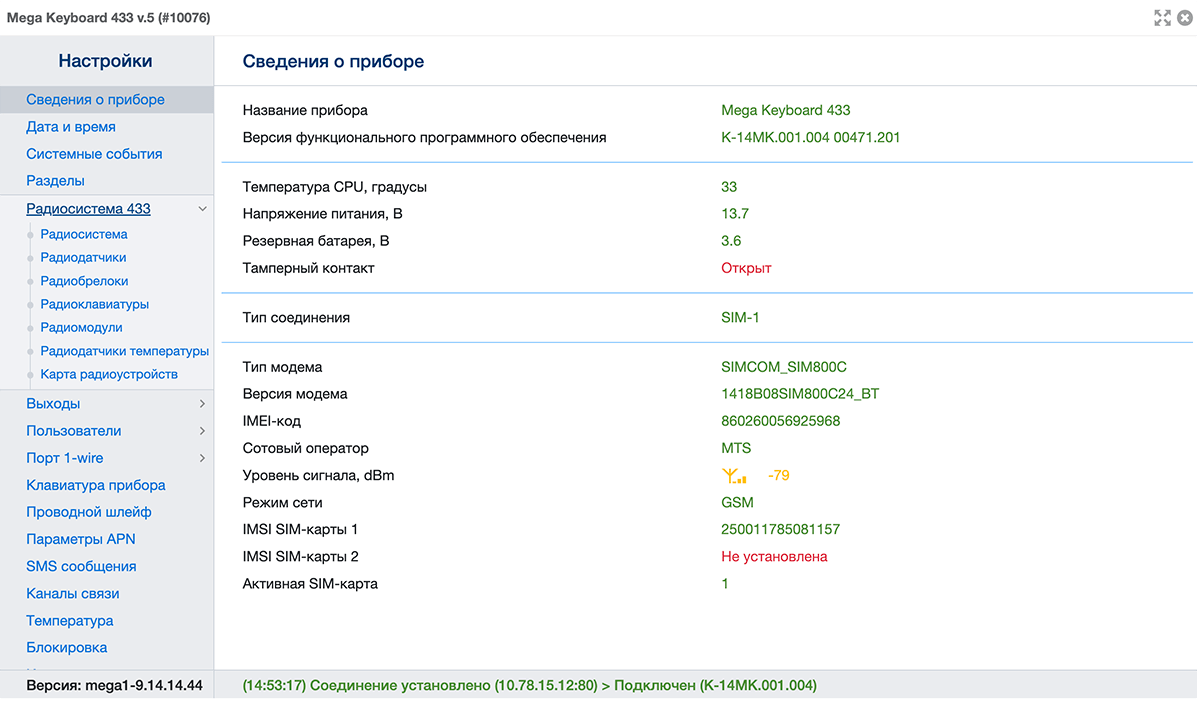 Mega Keyboard 433 v.5 (#10076)
Настройки
Сведения о приборе
Дата и время
Системные события
Разделы
Радиосистема 433
Радиосистема
Радиодатчики
Радиобрелоки
Радиоклавиатуры
Радиомодули
Радиодатчики температуры
Карта радиоустройств
Выходы
Пользователи
Порт 1-wire
Клавиатура прибора
Проводной шлейф
Параметры APN
SMS сообщения
Каналы связи
Температура
Блокировка
Версия: mega1-9.14.14.44
Сведения о приборе
Название прибора Mega Keyboard 433
Версия функционального программного обеспечения K-14MK.001.004 00471.201
Температура CPU, градусы 33
Напряжение питания, В 13.7
Резервная батарея, В 3.6
Тамперный контакт Открыт
Тип соединения SIM-1
Тип модема SIMCOM_SIM800C
Версия модема 1418B08SIM800C24_BT
IMEI-код 860260056925968
Сотовый оператор MTS
Уровень сигнала, dBm -79
Режим сети GSM
IMSI SIM-карты 1 250011785081157
IMSI SIM-карты 2 Не установлена
Активная SIM-карта 1
(14:53:17) Соединение установлено (10.78.15.12:80) > Подключен (K-14MK.001.004)